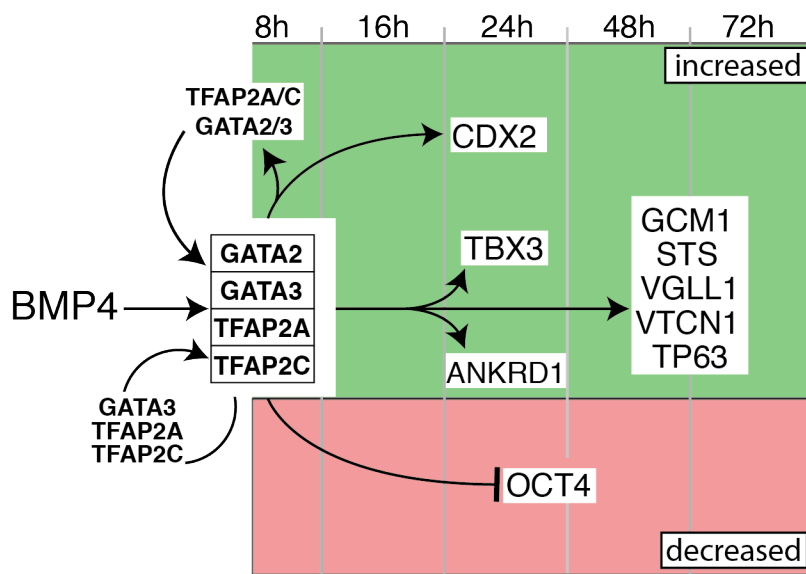 8h 16h 24h 48h 72h
increased
TFAP2A/C
GATA2/3
CDX2
GATA2
GATA3
TFAP2A
TFAP2C
BMP4
TBX3
ANKRD1
GCM1
STS
VGLL1
VTCN1
TP63
GATA3
TFAP2A
TFAP2C
OCT4
decreased